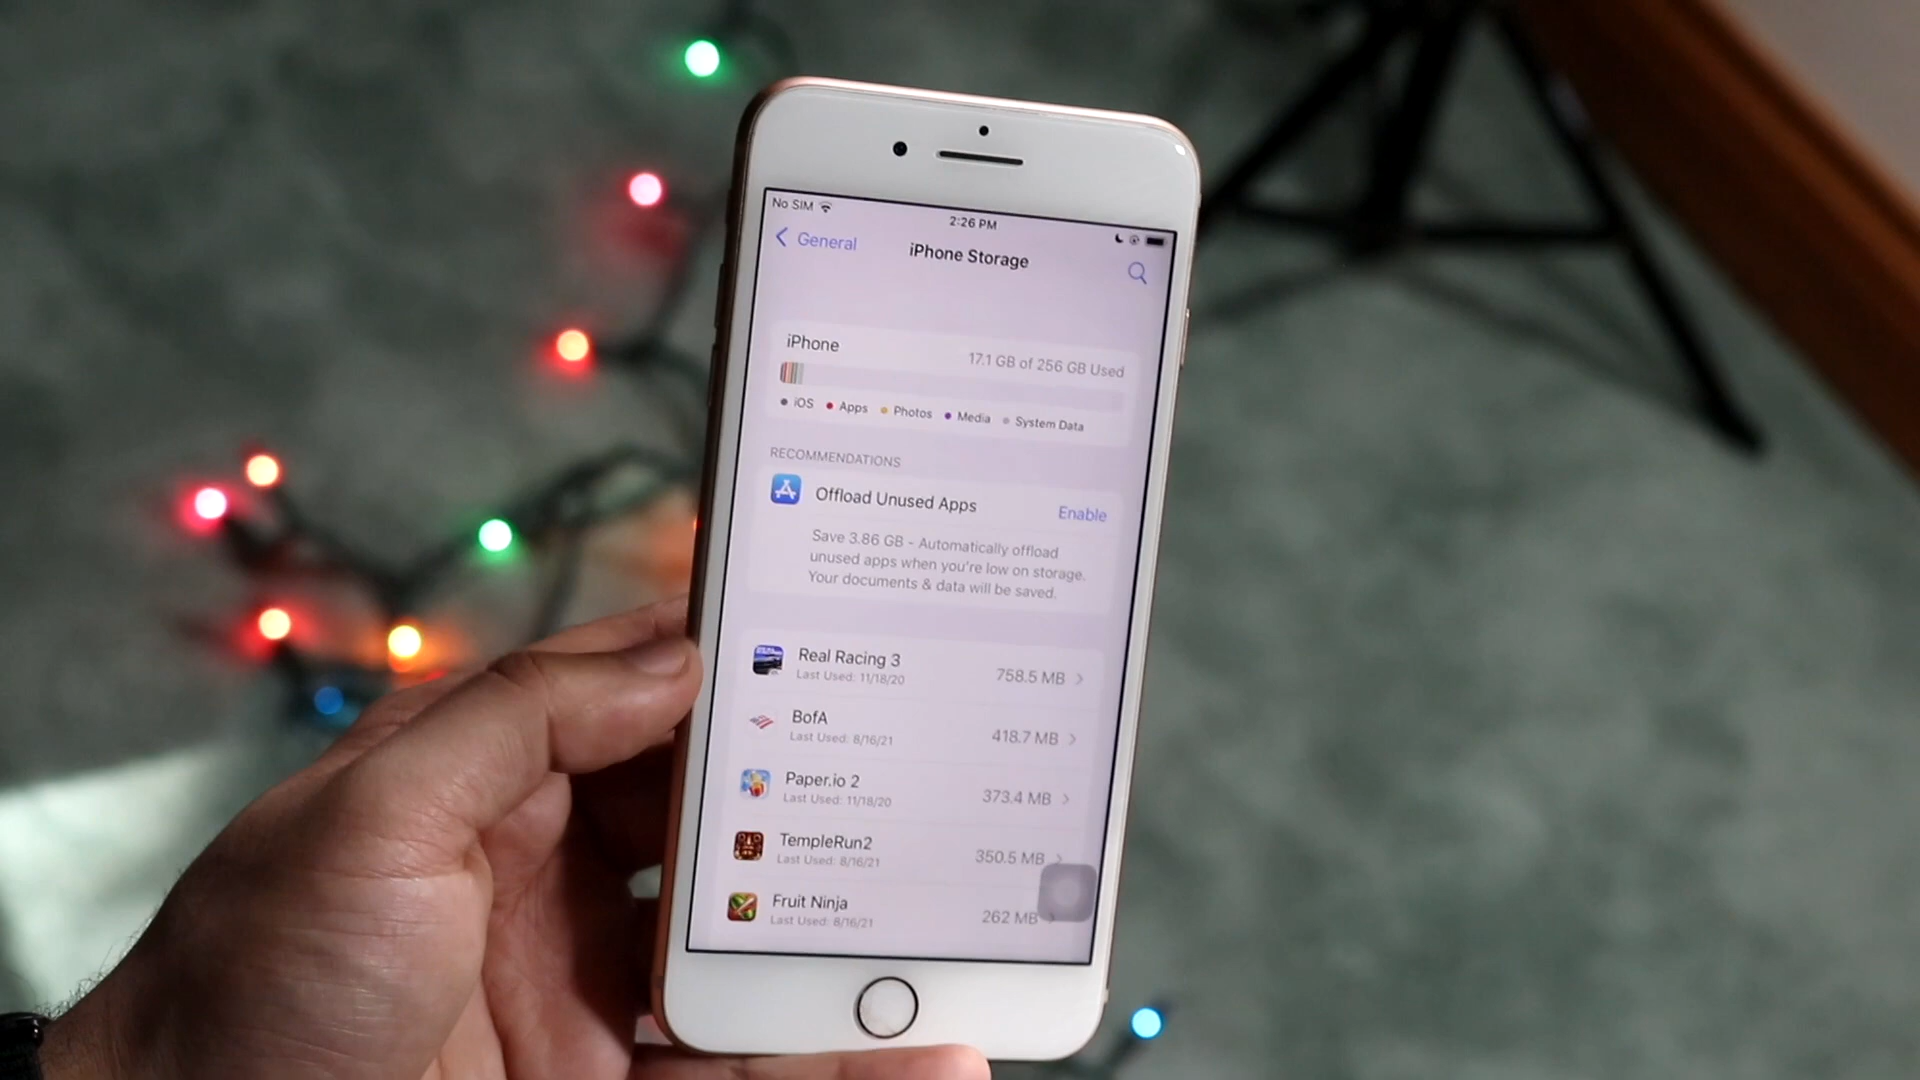 No SIM
2:26 PM
General
iPhone Storage
iPhone
17.1 GB of 256 GB Used
iOS Apps Photos Media System Data
RECOMMENDATIONS
Offload Unused Apps
Enable
Save 3.86 GB - Automatically offload
unused apps when you're low on storage.
Your documents & data will be saved.
Real Racing 3
758.5 MB
Last Used: 11/18/20
BofA
418.7 MB
Last Used: 8/16/21
Paper.io 2
373.4 MB
Last Used: 11/18/20
TempleRun2
350.5 MB
Last Used: 8/16/21
Fruit Ninja
262 MB
Last Used: 8/16/21